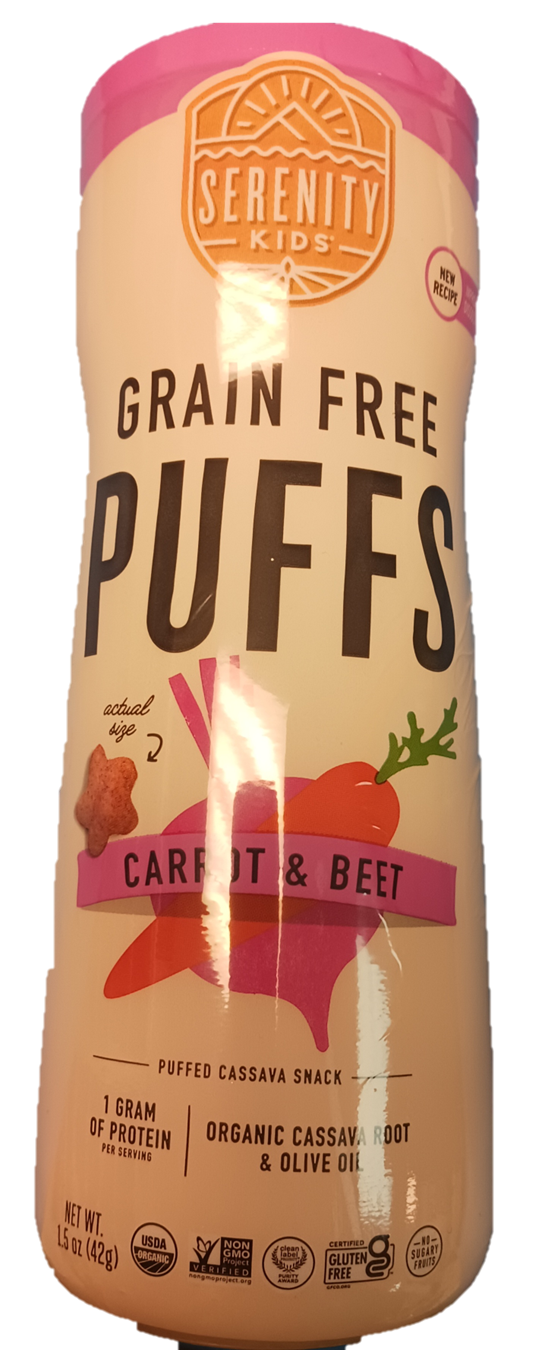 SERENITY
KIDS
NEW
RECIPE
GRAIN FREE
PUFFS
actual
size
CARROT & BEET
PUFFED CASSAVA SNACK
1 GRAM
OF PROTEIN
PER SERVING
ORGANIC CASSAVA ROOT
& OLIVE OIL
NET WT.
1.5 oz (42g)
USDA
ORGANIC
NON
GMO
Project
VERIFIED
nongmoproject.org
clean
label
PURITY
AWARD
CERTIFIED
GLUTEN
FREE
GFCO.ORG
NO
SUGARY
FRUITS